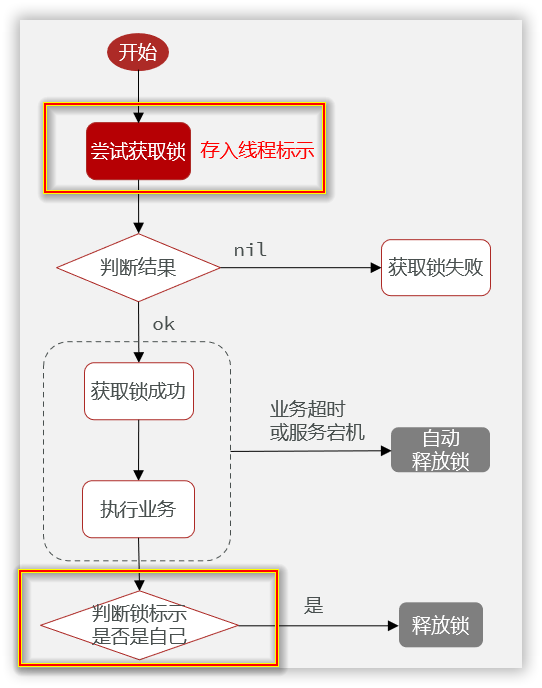 开始
尝试获取锁
存入线程标示
判断结果
nil
获取锁失败
ok
获取锁成功
业务超时
或服务宕机
自动
释放锁
执行业务
判断锁标示
是否是自己
是
释放锁